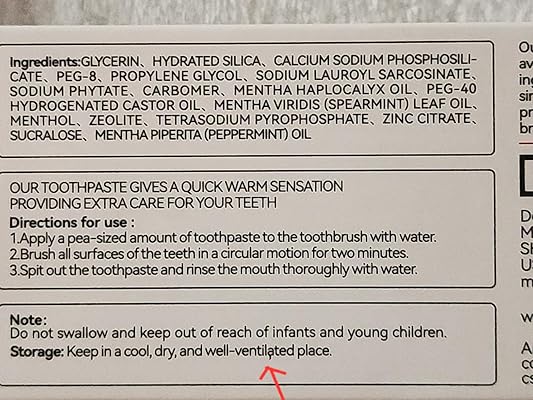 Ingredients:GLYCERIN、HYDRATED SILICA、CALCIUM SODIUM PHOSPHOSILI-
CATE、PEG-8、PROPYLENE GLYCOL、SODIUM LAUROYL SARCOSINATE、
SODIUM PHYTATE、CARBOMER、MENTHA HAPLOCALYX OIL、PEG-40
HYDROGENATED CASTOR OIL、MENTHA VIRIDIS (SPEARMINT) LEAF OIL、
MENTHOL、ZEOLITE、TETRASODIUM PYROPHOSPHATE、ZINC CITRATE、
SUCRALOSE、MENTHA PIPERITA (PEPPERMINT) OIL
OUR TOOTHPASTE GIVES A QUICK WARM SENSATION
PROVIDING EXTRA CARE FOR YOUR TEETH
Directions for use :
1.Apply a pea-sized amount of toothpaste to the toothbrush with water.
2.Brush all surfaces of the teeth in a circular motion for two minutes.
3.Spit out the toothpaste and rinse the mouth thoroughly with water.
Note:
Do not swallow and keep out of reach of infants and young children.
Storage: Keep in a cool, dry, and well-ventilated place.